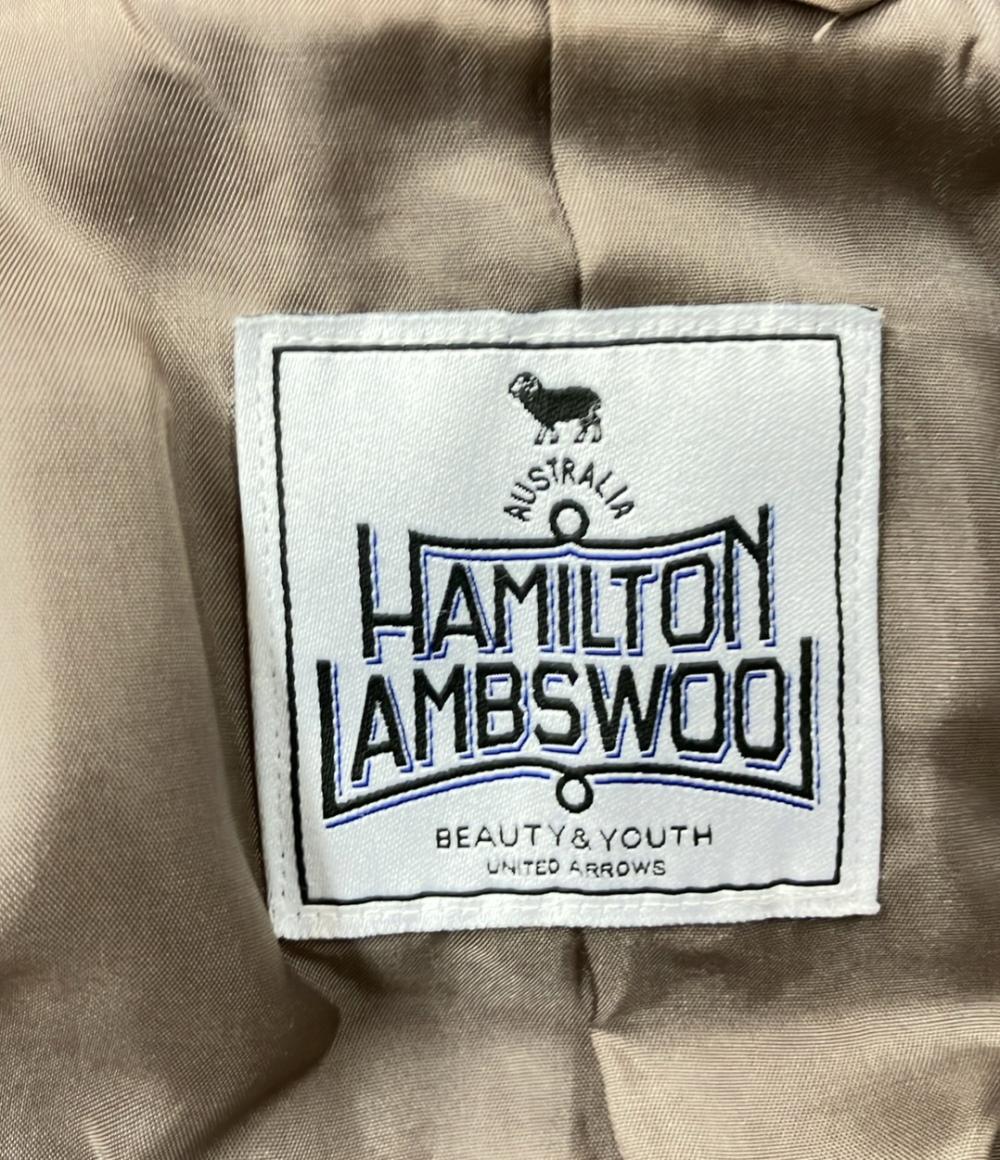 AUSTRALIA
HAMILTON
LAMBSWOOL
BEAUTY & YOUTH
UNITED ARROWS